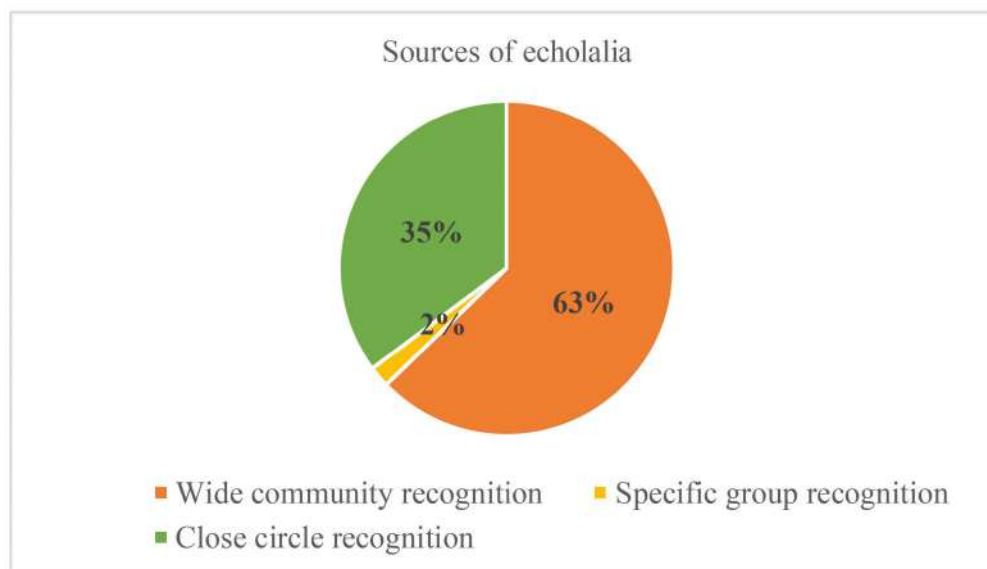 Sources of echolalia
35%
63%
2%
Wide community recognition
Specific group recognition
Close circle recognition